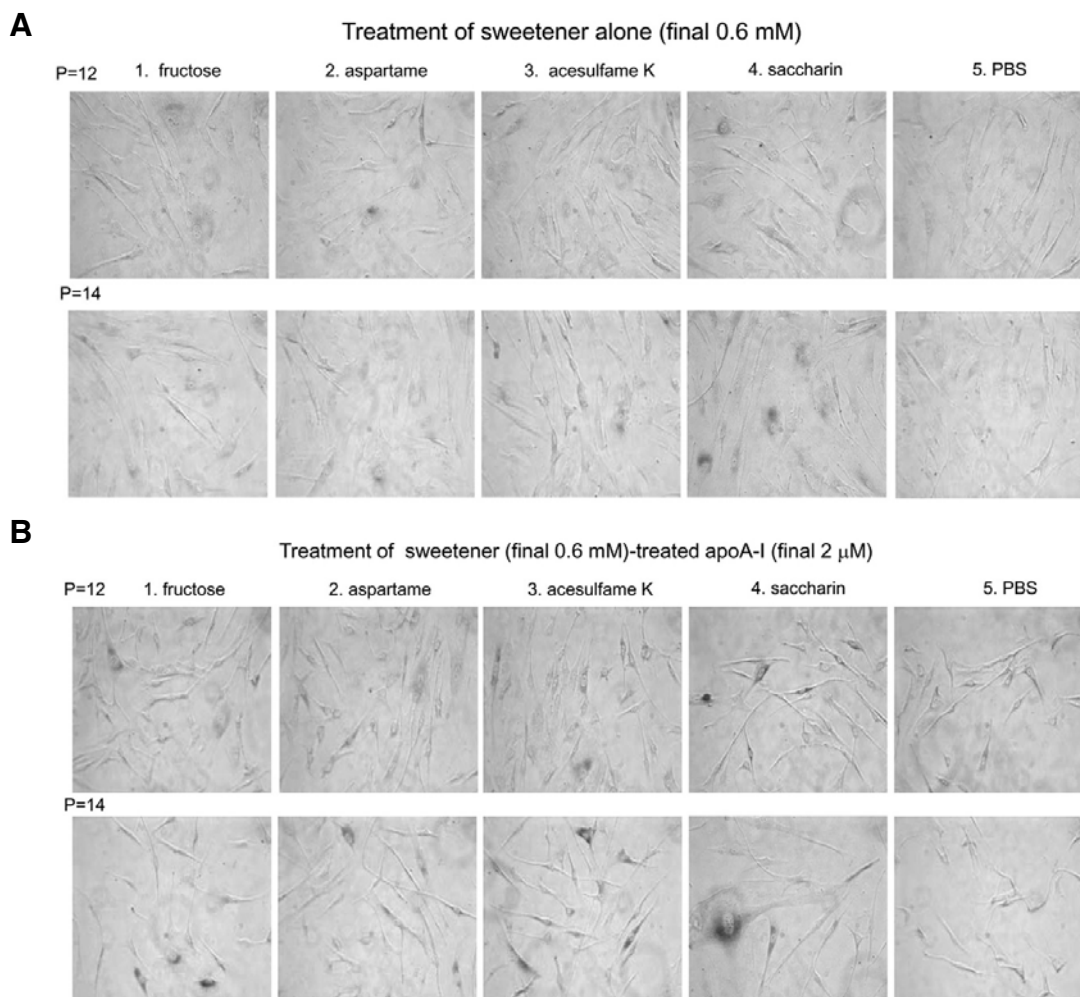 A
Treatment of sweetener alone (final 0.6 mM)
P=12 1. fructose 2. aspartame 3. acesulfame K 4. saccharin 5. PBS
P=14
B
Treatment of sweetener (final 0.6 mM)-treated apoA-I (final 2 μM)
P=12 1. fructose 2. aspartame 3. acesulfame K 4. saccharin 5. PBS
P=14